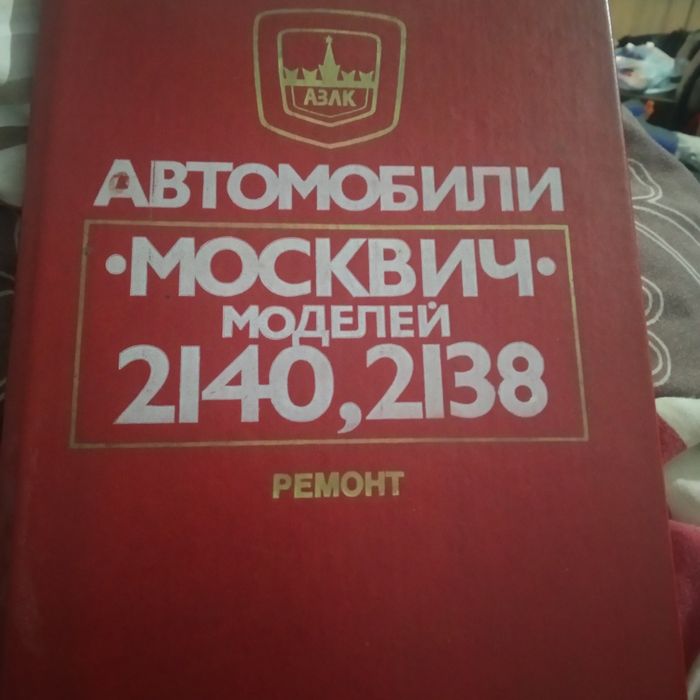 АЗЛК
АВТОМОБИЛИ
·МОСКВИЧ·
МОДЕЛЕЙ
2140,2138
РЕМОНТ